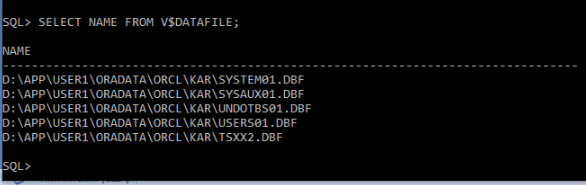 SQL> SELECT NAME FROM V$DATAFILE;
NAME
--------------------------------------------------------------------------------
D:\APP\USER1\ORADATA\ORCL\KAR\SYSTEM01.DBF
D:\APP\USER1\ORADATA\ORCL\KAR\SYSAUX01.DBF
D:\APP\USER1\ORADATA\ORCL\KAR\UNDOTBS01.DBF
D:\APP\USER1\ORADATA\ORCL\KAR\USERS01.DBF
D:\APP\USER1\ORADATA\ORCL\KAR\TSXX2.DBF
SQL>